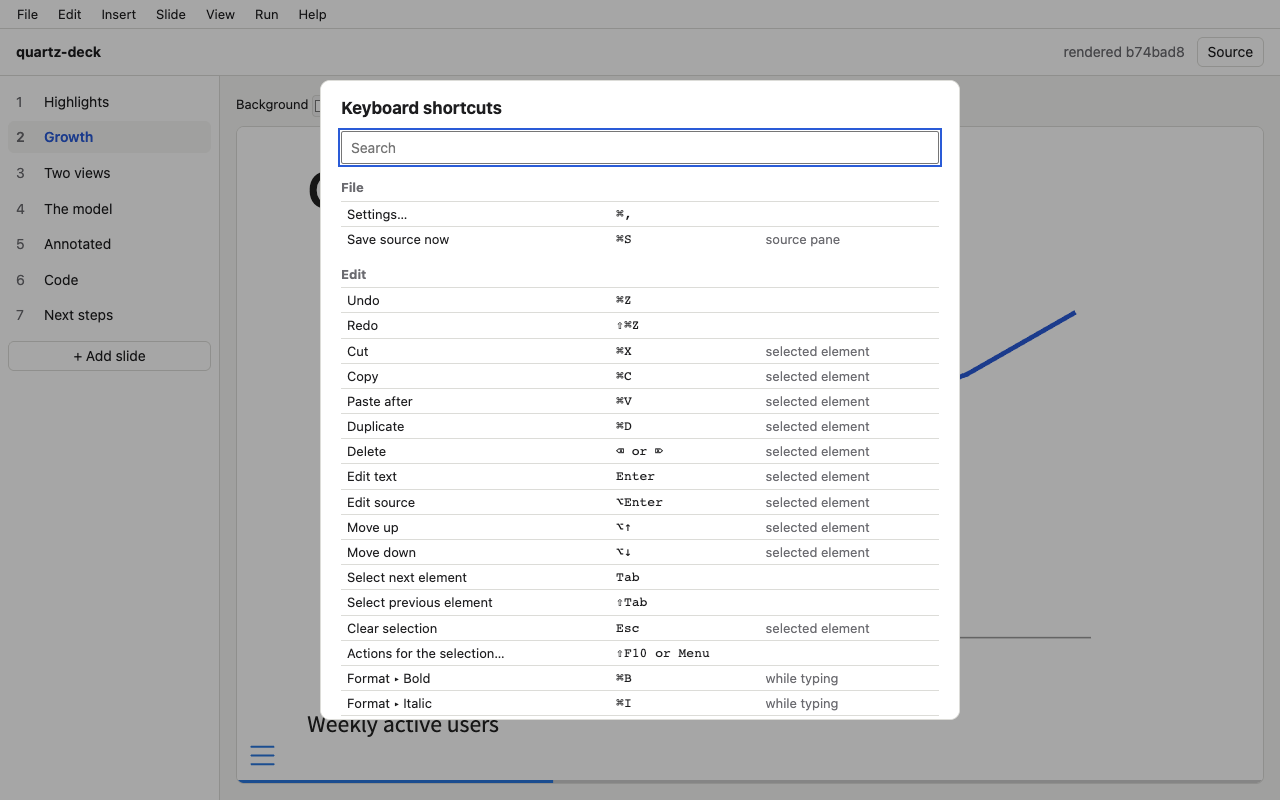 File Edit Insert Slide View Run Help
quartz-deck
rendered b74bad8 Source
1 Highlights
2 Growth
3 Two views
4 The model
5 Annotated
6 Code
7 Next steps
+ Add slide
Background
Keyboard shortcuts
Search
File
Settings… ⌘,
Save source now ⌘S source pane
Edit
Undo ⌘Z
Redo ⇧⌘Z
Cut ⌘X selected element
Copy ⌘C selected element
Paste after ⌘V selected element
Duplicate ⌘D selected element
Delete ⌫ or ⌦ selected element
Edit text Enter selected element
Edit source ⌥Enter selected element
Move up ⌥↑ selected element
Move down ⌥↓ selected element
Select next element Tab
Select previous element ⇧Tab
Clear selection Esc selected element
Actions for the selection… ⇧F10 or Menu
Format ▸ Bold ⌘B while typing
Format ▸ Italic ⌘I while typing
Weekly active users